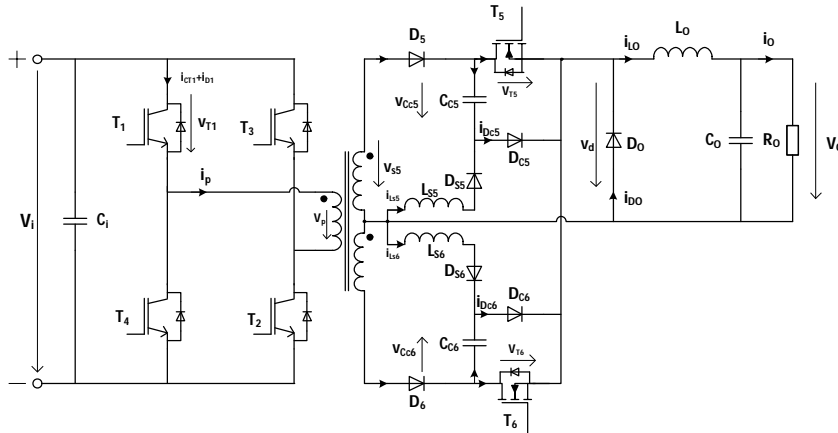 T5
D5
LO
iLO
iO
+
iCT1+iD1
vT1
T1
T3
vCc5
CC5
vT5
iDc5
DC5
vs5
DS5
iLs5
LS5
vd
DO
iDO
CO
RO
Vi
Ci
ip
vp
iLs6
LS6
DS6
iDc6
DC6
T4
T2
vCc6
CC6
vT6
–
D6
T6